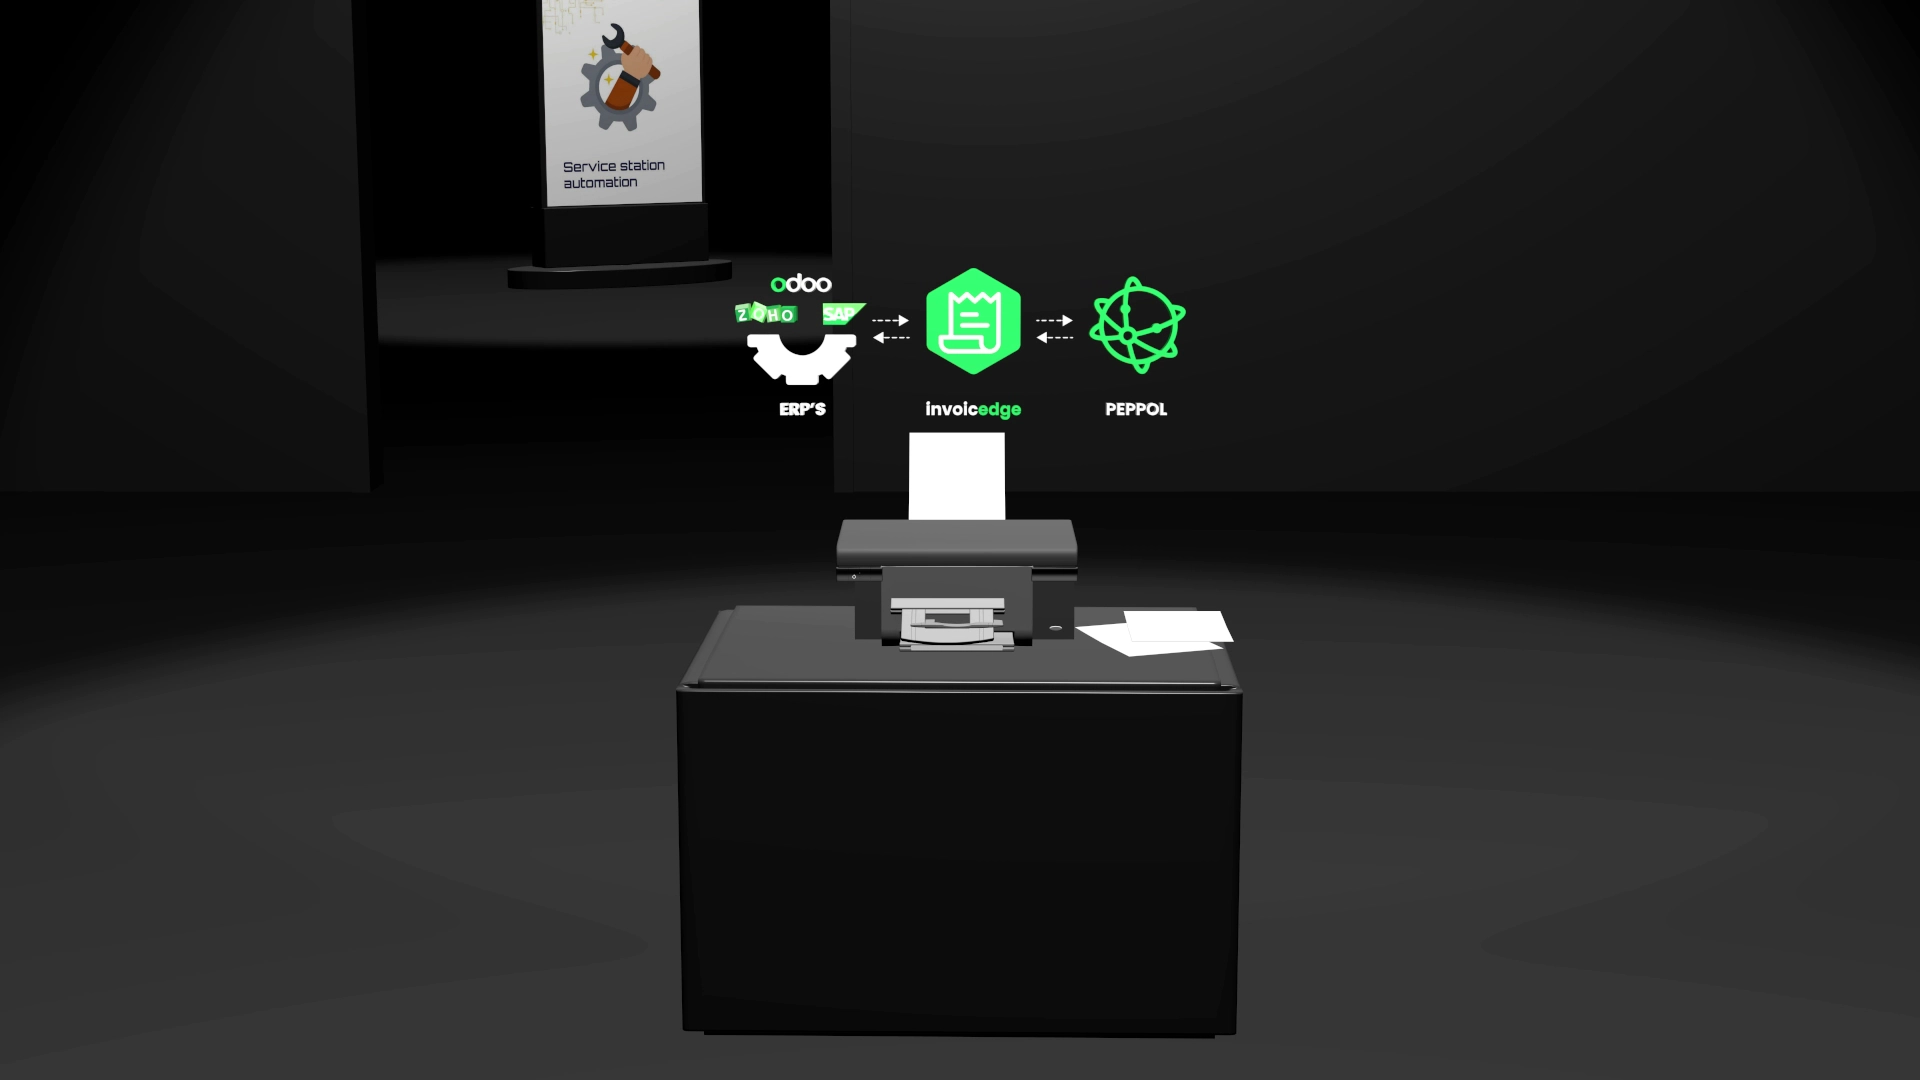 Service station
automation
odoo
ZOHO
SAP
ERP'S
invoicedge
PEPPOL